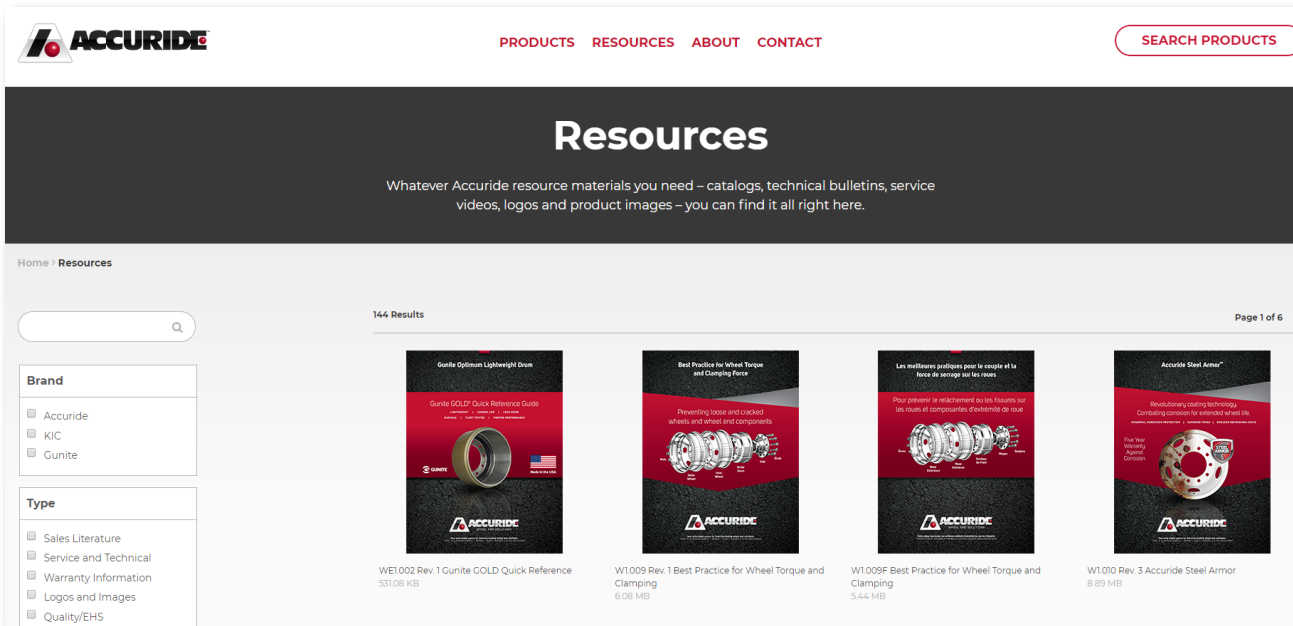 ACCURIDE
PRODUCTS RESOURCES ABOUT CONTACT
SEARCH PRODUCTS
Resources
Whatever Accuride resource materials you need – catalogs, technical bulletins, service
videos, logos and product images – you can find it all right here.
Home › Resources
144 Results
Page 1 of 6
Brand
Accuride
KIC
Gunite
Type
Sales Literature
Service and Technical
Warranty Information
Logos and Images
Quality/EHS
Gunite Optimum Lightweight Drum
Gunite GOLD® Quick Reference Guide
GUNITE
Made in the USA
ACCURIDE
WE1.002 Rev. 1 Gunite GOLD Quick Reference
531.08 KB
Best Practice for Wheel Torque
and Clamping Force
Preventing loose and cracked
wheels and wheel end components
ACCURIDE
W1.009 Rev. 1 Best Practice for Wheel Torque and
Clamping
6.08 MB
Les meilleures pratiques pour le couple et la
force de serrage sur les roues
Pour prévenir le relâchement ou les fissures sur
les roues et composantes d'extrémité de roue
ACCURIDE
W1.009F Best Practice for Wheel Torque and
Clamping
5.44 MB
Accuride Steel Armor™
Revolutionary coating technology.
Combating corrosion for extended wheel life.
Five Year
Warranty
Against
Corrosion
STEEL
ARMOR
ACCURIDE
W1.010 Rev. 3 Accuride Steel Armor
8.89 MB